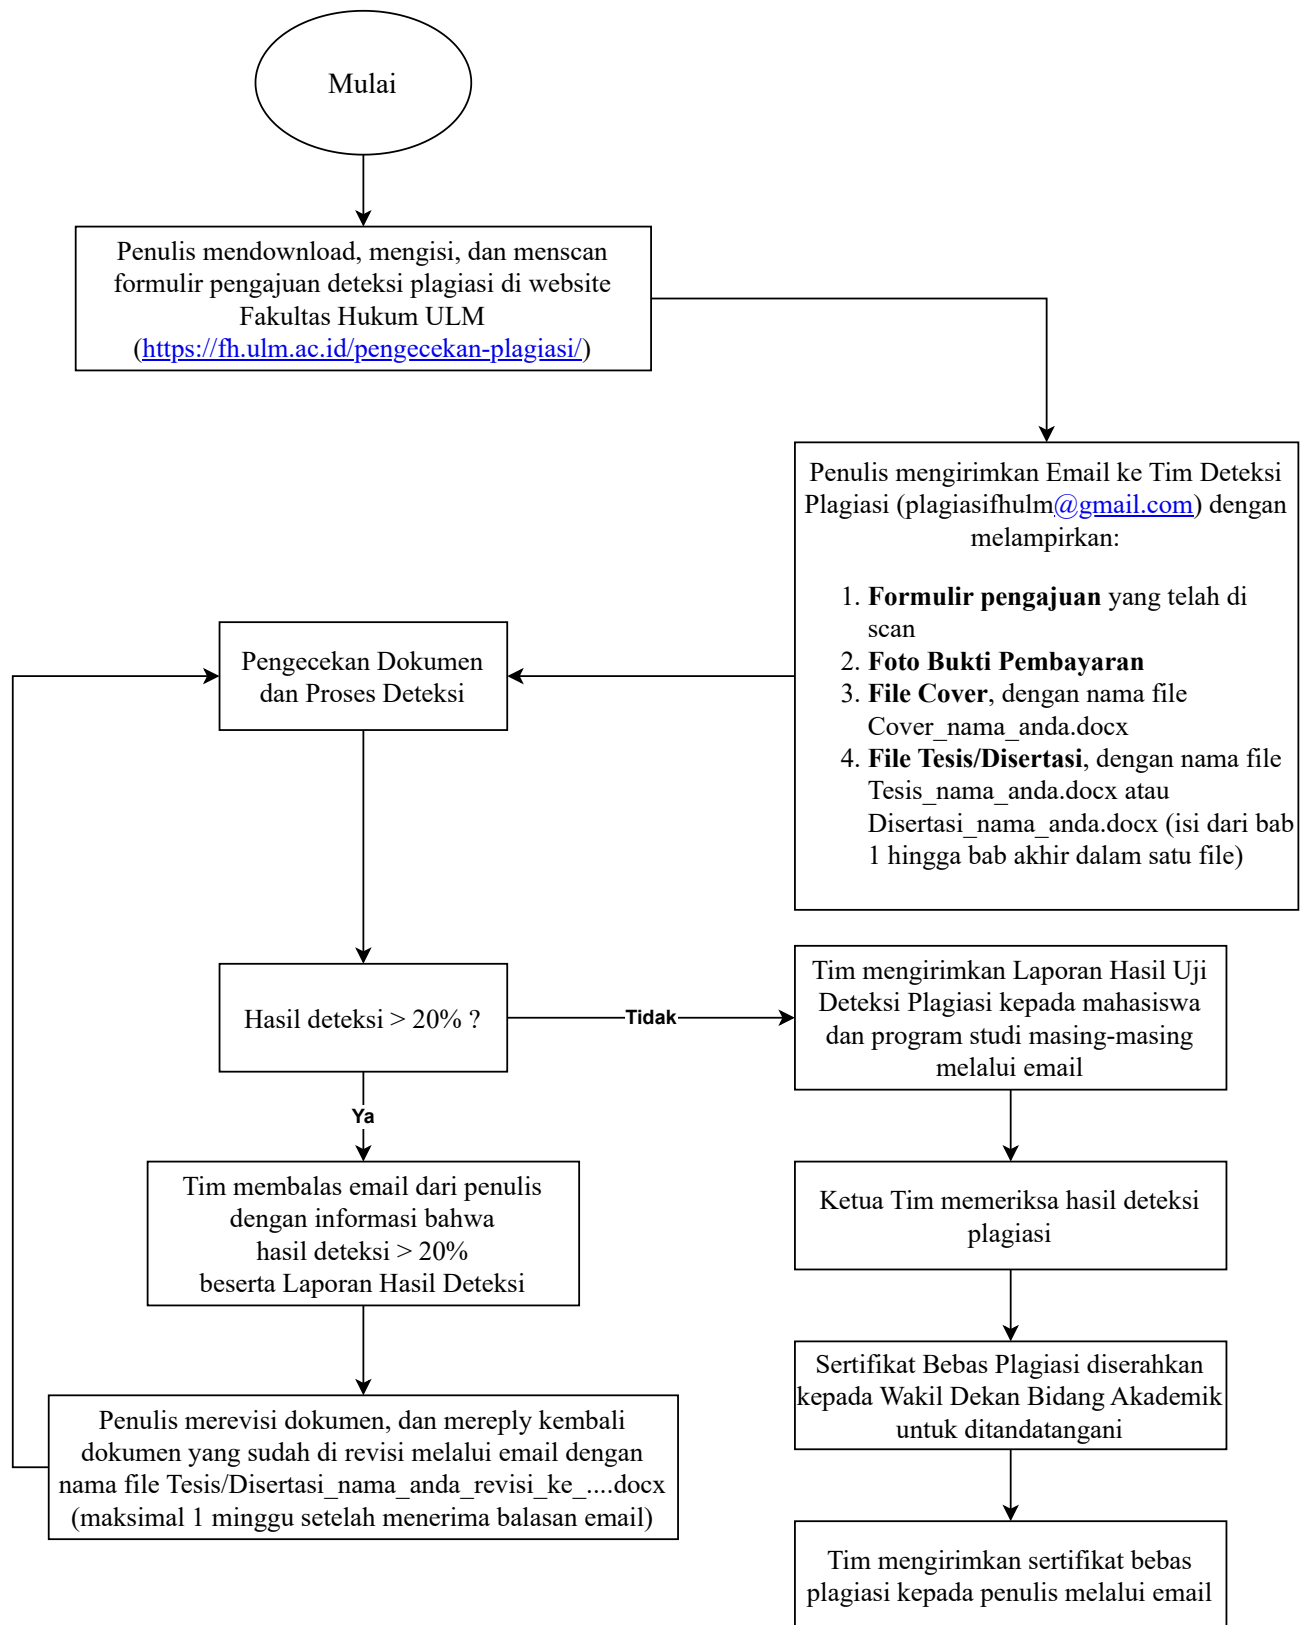 Mulai
Penulis mendownload, mengisi, dan menscan
formulir pengajuan deteksi plagiasi di website
Fakultas Hukum ULM
(https://fh.ulm.ac.id/pengecekan-plagiasi/)
Penulis mengirimkan Email ke Tim Deteksi
Plagiasi (plagiasifhulm@gmail.com) dengan
melampirkan:
1. Formulir pengajuan yang telah di
scan
2. Foto Bukti Pembayaran
3. File Cover, dengan nama file
Cover_nama_anda.docx
4. File Tesis/Disertasi, dengan nama file
Tesis_nama_anda.docx atau
Disertasi_nama_anda.docx (isi dari bab
1 hingga bab akhir dalam satu file)
Pengecekan Dokumen
dan Proses Deteksi
Hasil deteksi > 20% ?
Tidak
Ya
Tim mengirimkan Laporan Hasil Uji
Deteksi Plagiasi kepada mahasiswa
dan program studi masing-masing
melalui email
Tim membalas email dari penulis
dengan informasi bahwa
hasil deteksi > 20%
beserta Laporan Hasil Deteksi
Ketua Tim memeriksa hasil deteksi
plagiasi
Sertifikat Bebas Plagiasi diserahkan
kepada Wakil Dekan Bidang Akademik
untuk ditandatangani
Penulis merevisi dokumen, dan mereply kembali
dokumen yang sudah di revisi melalui email dengan
nama file Tesis/Disertasi_nama_anda_revisi_ke_....docx
(maksimal 1 minggu setelah menerima balasan email)
Tim mengirimkan sertifikat bebas
plagiasi kepada penulis melalui email